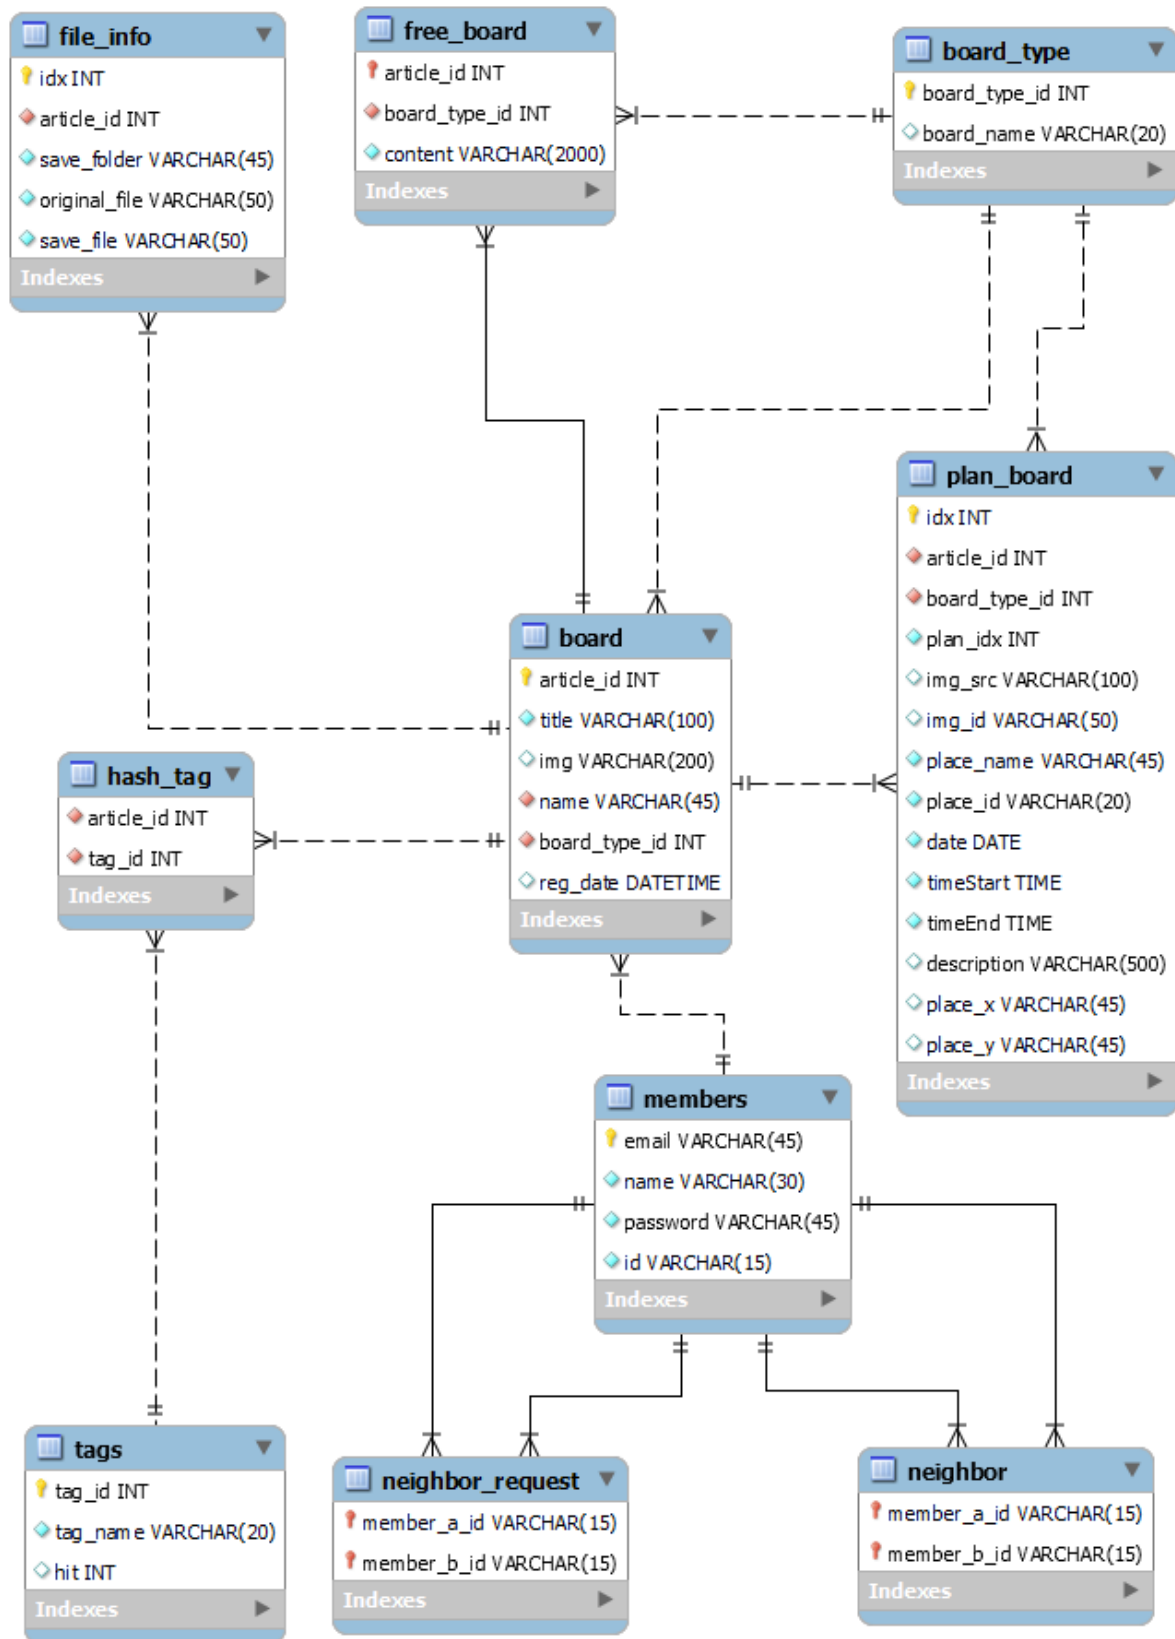 file_info
idx INT
article_id INT
save_folder VARCHAR(45)
original_file VARCHAR(50)
save_file VARCHAR(50)
Indexes
free_board
article_id INT
board_type_id INT
content VARCHAR(2000)
Indexes
board_type
board_type_id INT
board_name VARCHAR(20)
Indexes
plan_board
idx INT
article_id INT
board_type_id INT
plan_idx INT
img_src VARCHAR(100)
img_id VARCHAR(50)
place_name VARCHAR(45)
place_id VARCHAR(20)
date DATE
timeStart TIME
timeEnd TIME
description VARCHAR(500)
place_x VARCHAR(45)
place_y VARCHAR(45)
Indexes
board
article_id INT
title VARCHAR(100)
img VARCHAR(200)
name VARCHAR(45)
board_type_id INT
reg_date DATETIME
Indexes
hash_tag
article_id INT
tag_id INT
Indexes
members
email VARCHAR(45)
name VARCHAR(30)
password VARCHAR(45)
id VARCHAR(15)
Indexes
tags
tag_id INT
tag_name VARCHAR(20)
hit INT
Indexes
neighbor_request
member_a_id VARCHAR(15)
member_b_id VARCHAR(15)
Indexes
neighbor
member_a_id VARCHAR(15)
member_b_id VARCHAR(15)
Indexes